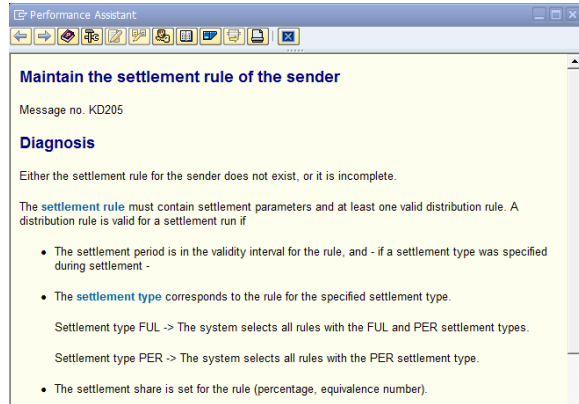 Performance Assistant
Maintain the settlement rule of the sender
Message no. KD205
Diagnosis
Either the settlement rule for the sender does not exist, or it is incomplete.
The settlement rule must contain settlement parameters and at least one valid distribution rule. A
distribution rule is valid for a settlement run if
• The settlement period is in the validity interval for the rule, and - if a settlement type was specified
during settlement -
• The settlement type corresponds to the rule for the specified settlement type.
Settlement type FUL -> The system selects all rules with the FUL and PER settlement types.
Settlement type PER -> The system selects all rules with the PER settlement type.
• The settlement share is set for the rule (percentage, equivalence number).